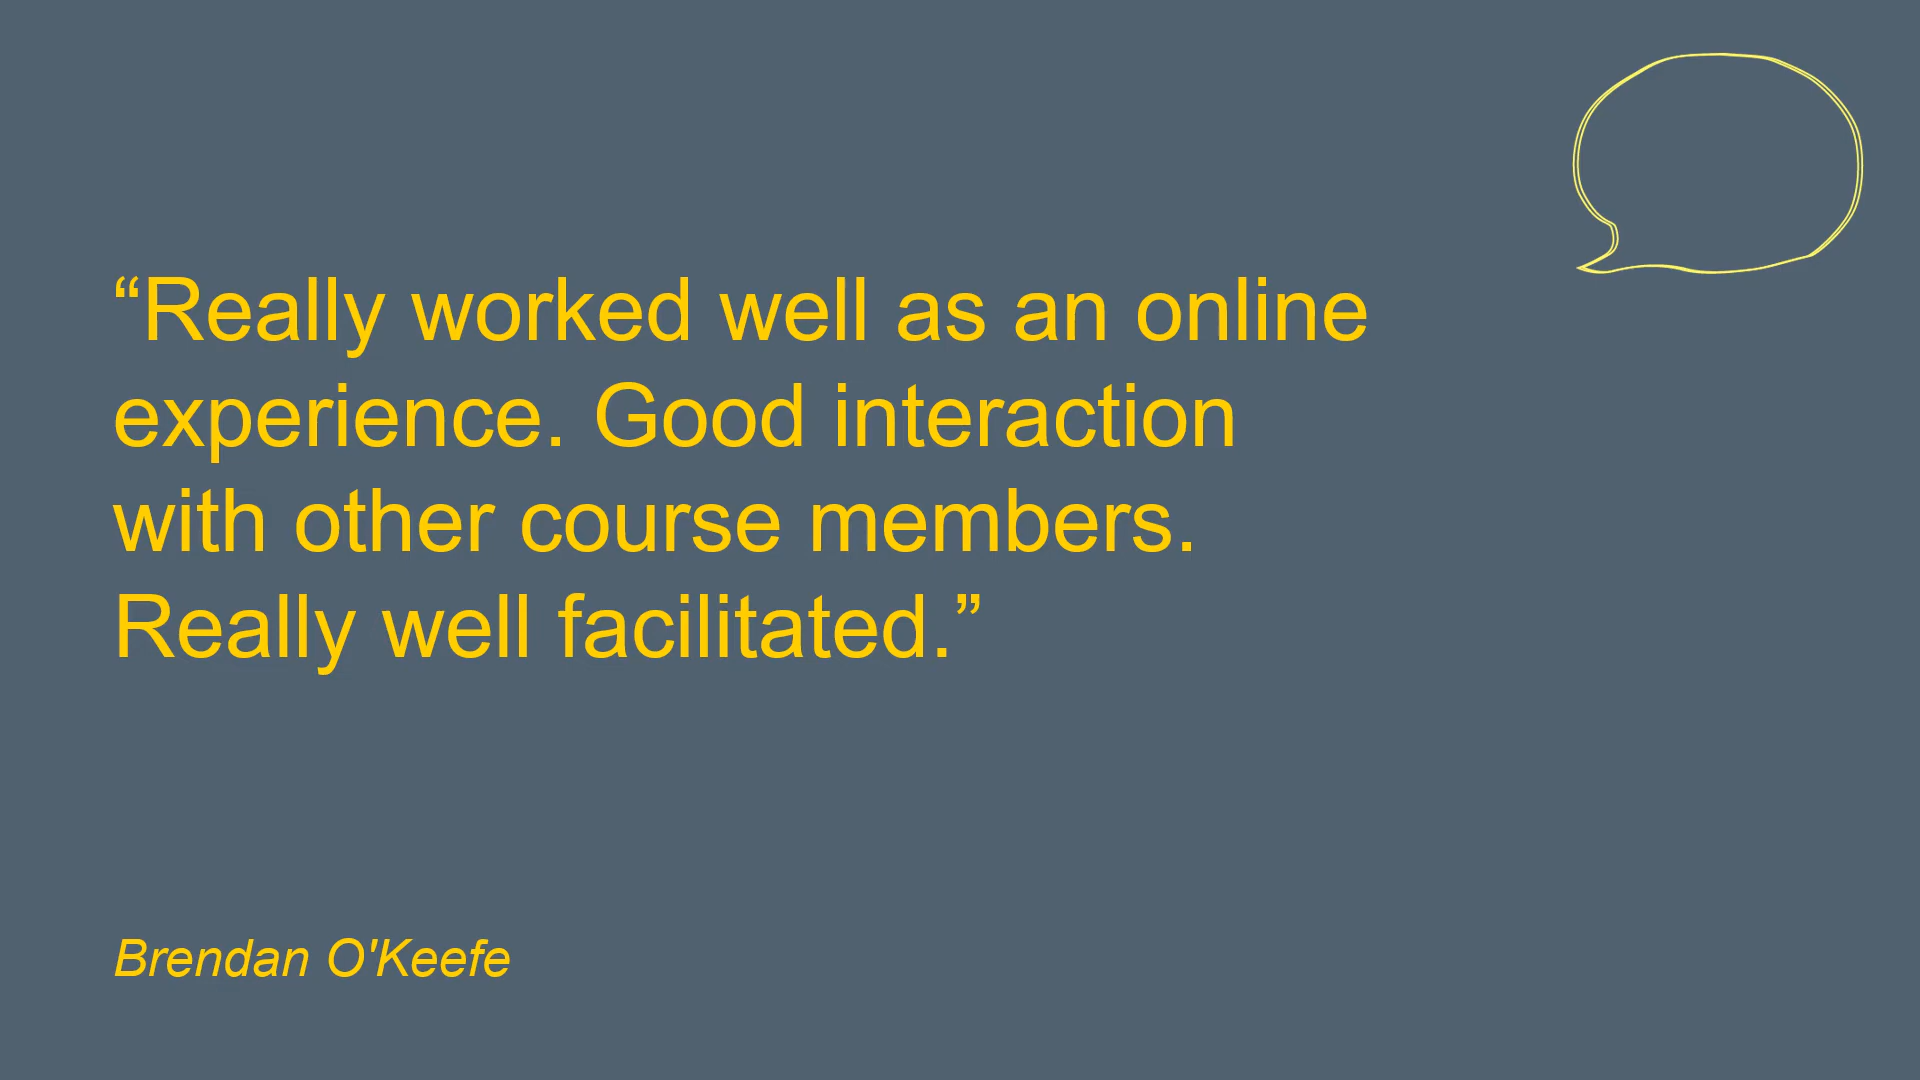 “Really worked well as an online
experience. Good interaction
with other course members.
Really well facilitated.”
Brendan O'Keefe